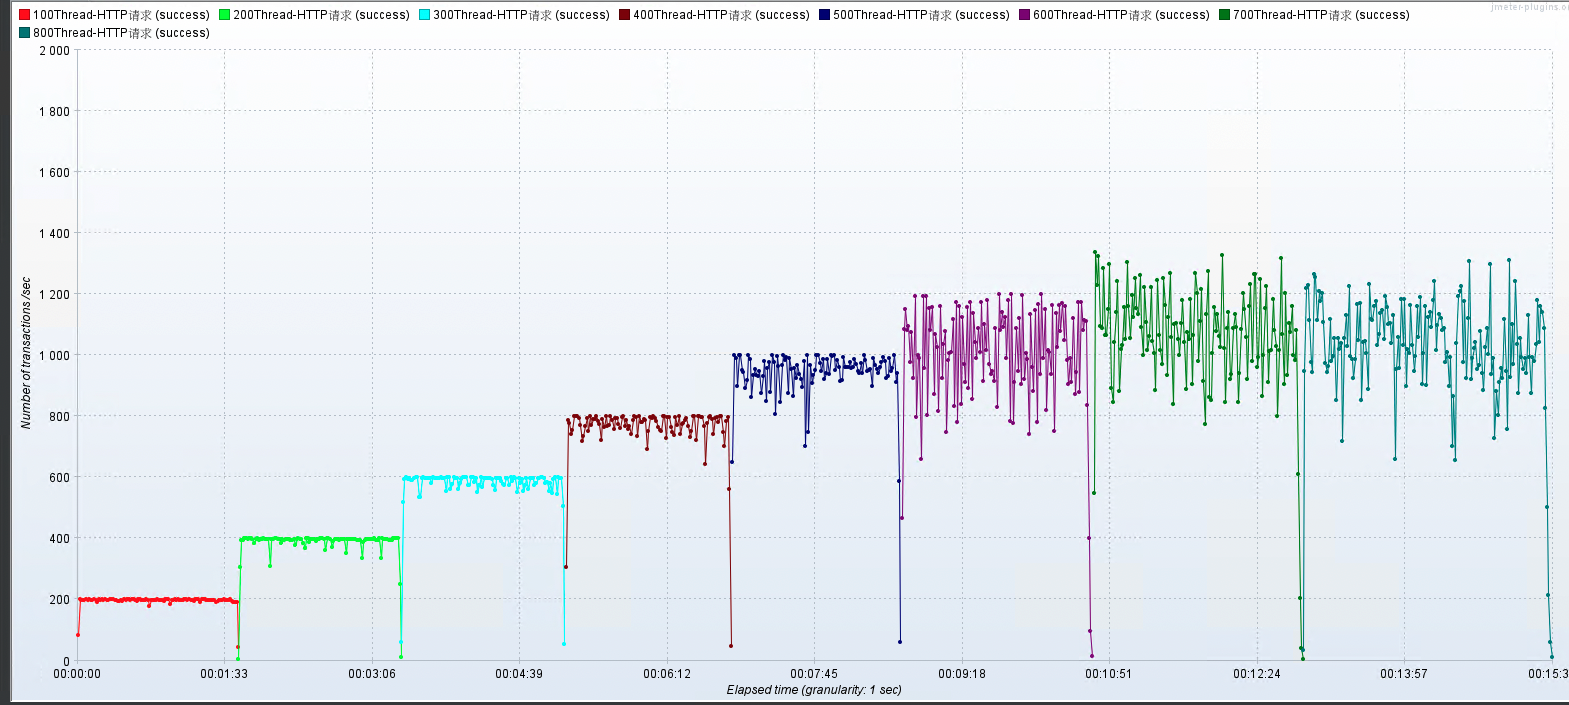 jmeter-plugins.o
100Thread-HTTP请求 (success) 200Thread-HTTP请求 (success) 300Thread-HTTP请求 (success) 400Thread-HTTP请求 (success) 500Thread-HTTP请求 (success) 600Thread-HTTP请求 (success) 700Thread-HTTP请求 (success)
800Thread-HTTP请求 (success)
2 000
1 800
1 600
1 400
1 200
1 000
800
600
400
200
0
Number of transactions /sec
00:00:00 00:01:33 00:03:06 00:04:39 00:06:12 00:07:45 00:09:18 00:10:51 00:12:24 00:13:57 00:15:3
Elapsed time (granularity: 1 sec)